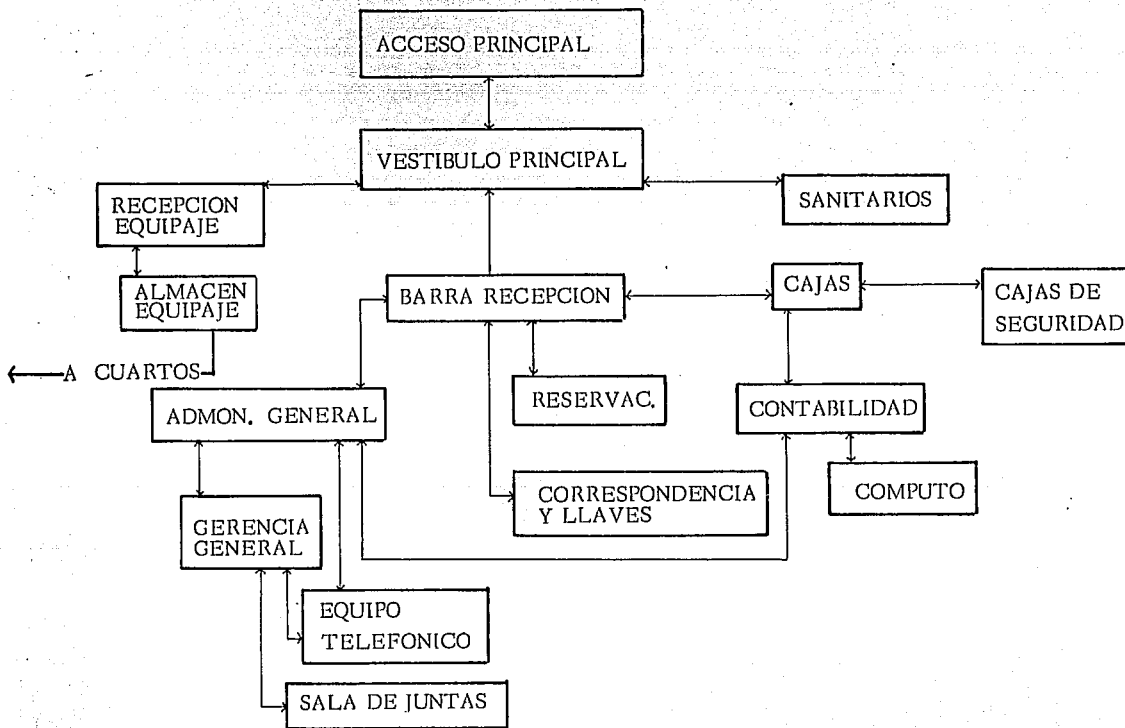 ACCESO PRINCIPAL
VESTIBULO PRINCIPAL
RECEPCION
EQUIPAJE
SANITARIOS
ALMACEN
EQUIPAJE
BARRA RECEPCION
CAJAS
CAJAS DE
SEGURIDAD
A CUARTOS
ADMON. GENERAL
RESERVAC.
CONTABILIDAD
GERENCIA
GENERAL
CORRESPONDENCIA
Y LLAVES
COMPUTO
EQUIPO
TELEFONICO
SALA DE JUNTAS